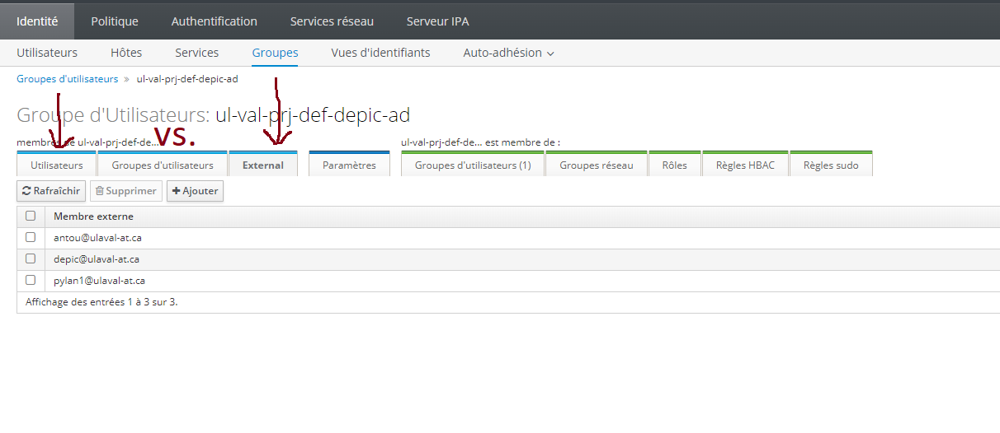 Identité Politique Authentification Services réseau Serveur IPA
Utilisateurs Hôtes Services Groupes Vues d'identifiants Auto-adhésion
Groupes d'utilisateurs » ul-val-prj-def-depic-ad
Groupe d'Utilisateurs: ul-val-prj-def-depic-ad
vs.
membres de ul-val-prj-def-de... ul-val-prj-def-de... est membre de :
Utilisateurs Groupes d'utilisateurs External Paramètres Groupes d'utilisateurs (1) Groupes réseau Rôles Règles HBAC Règles sudo
Rafraîchir Supprimer Ajouter
Membre externe
antou@ulaval-at.ca
depic@ulaval-at.ca
pylan1@ulaval-at.ca
Affichage des entrées 1 à 3 sur 3.